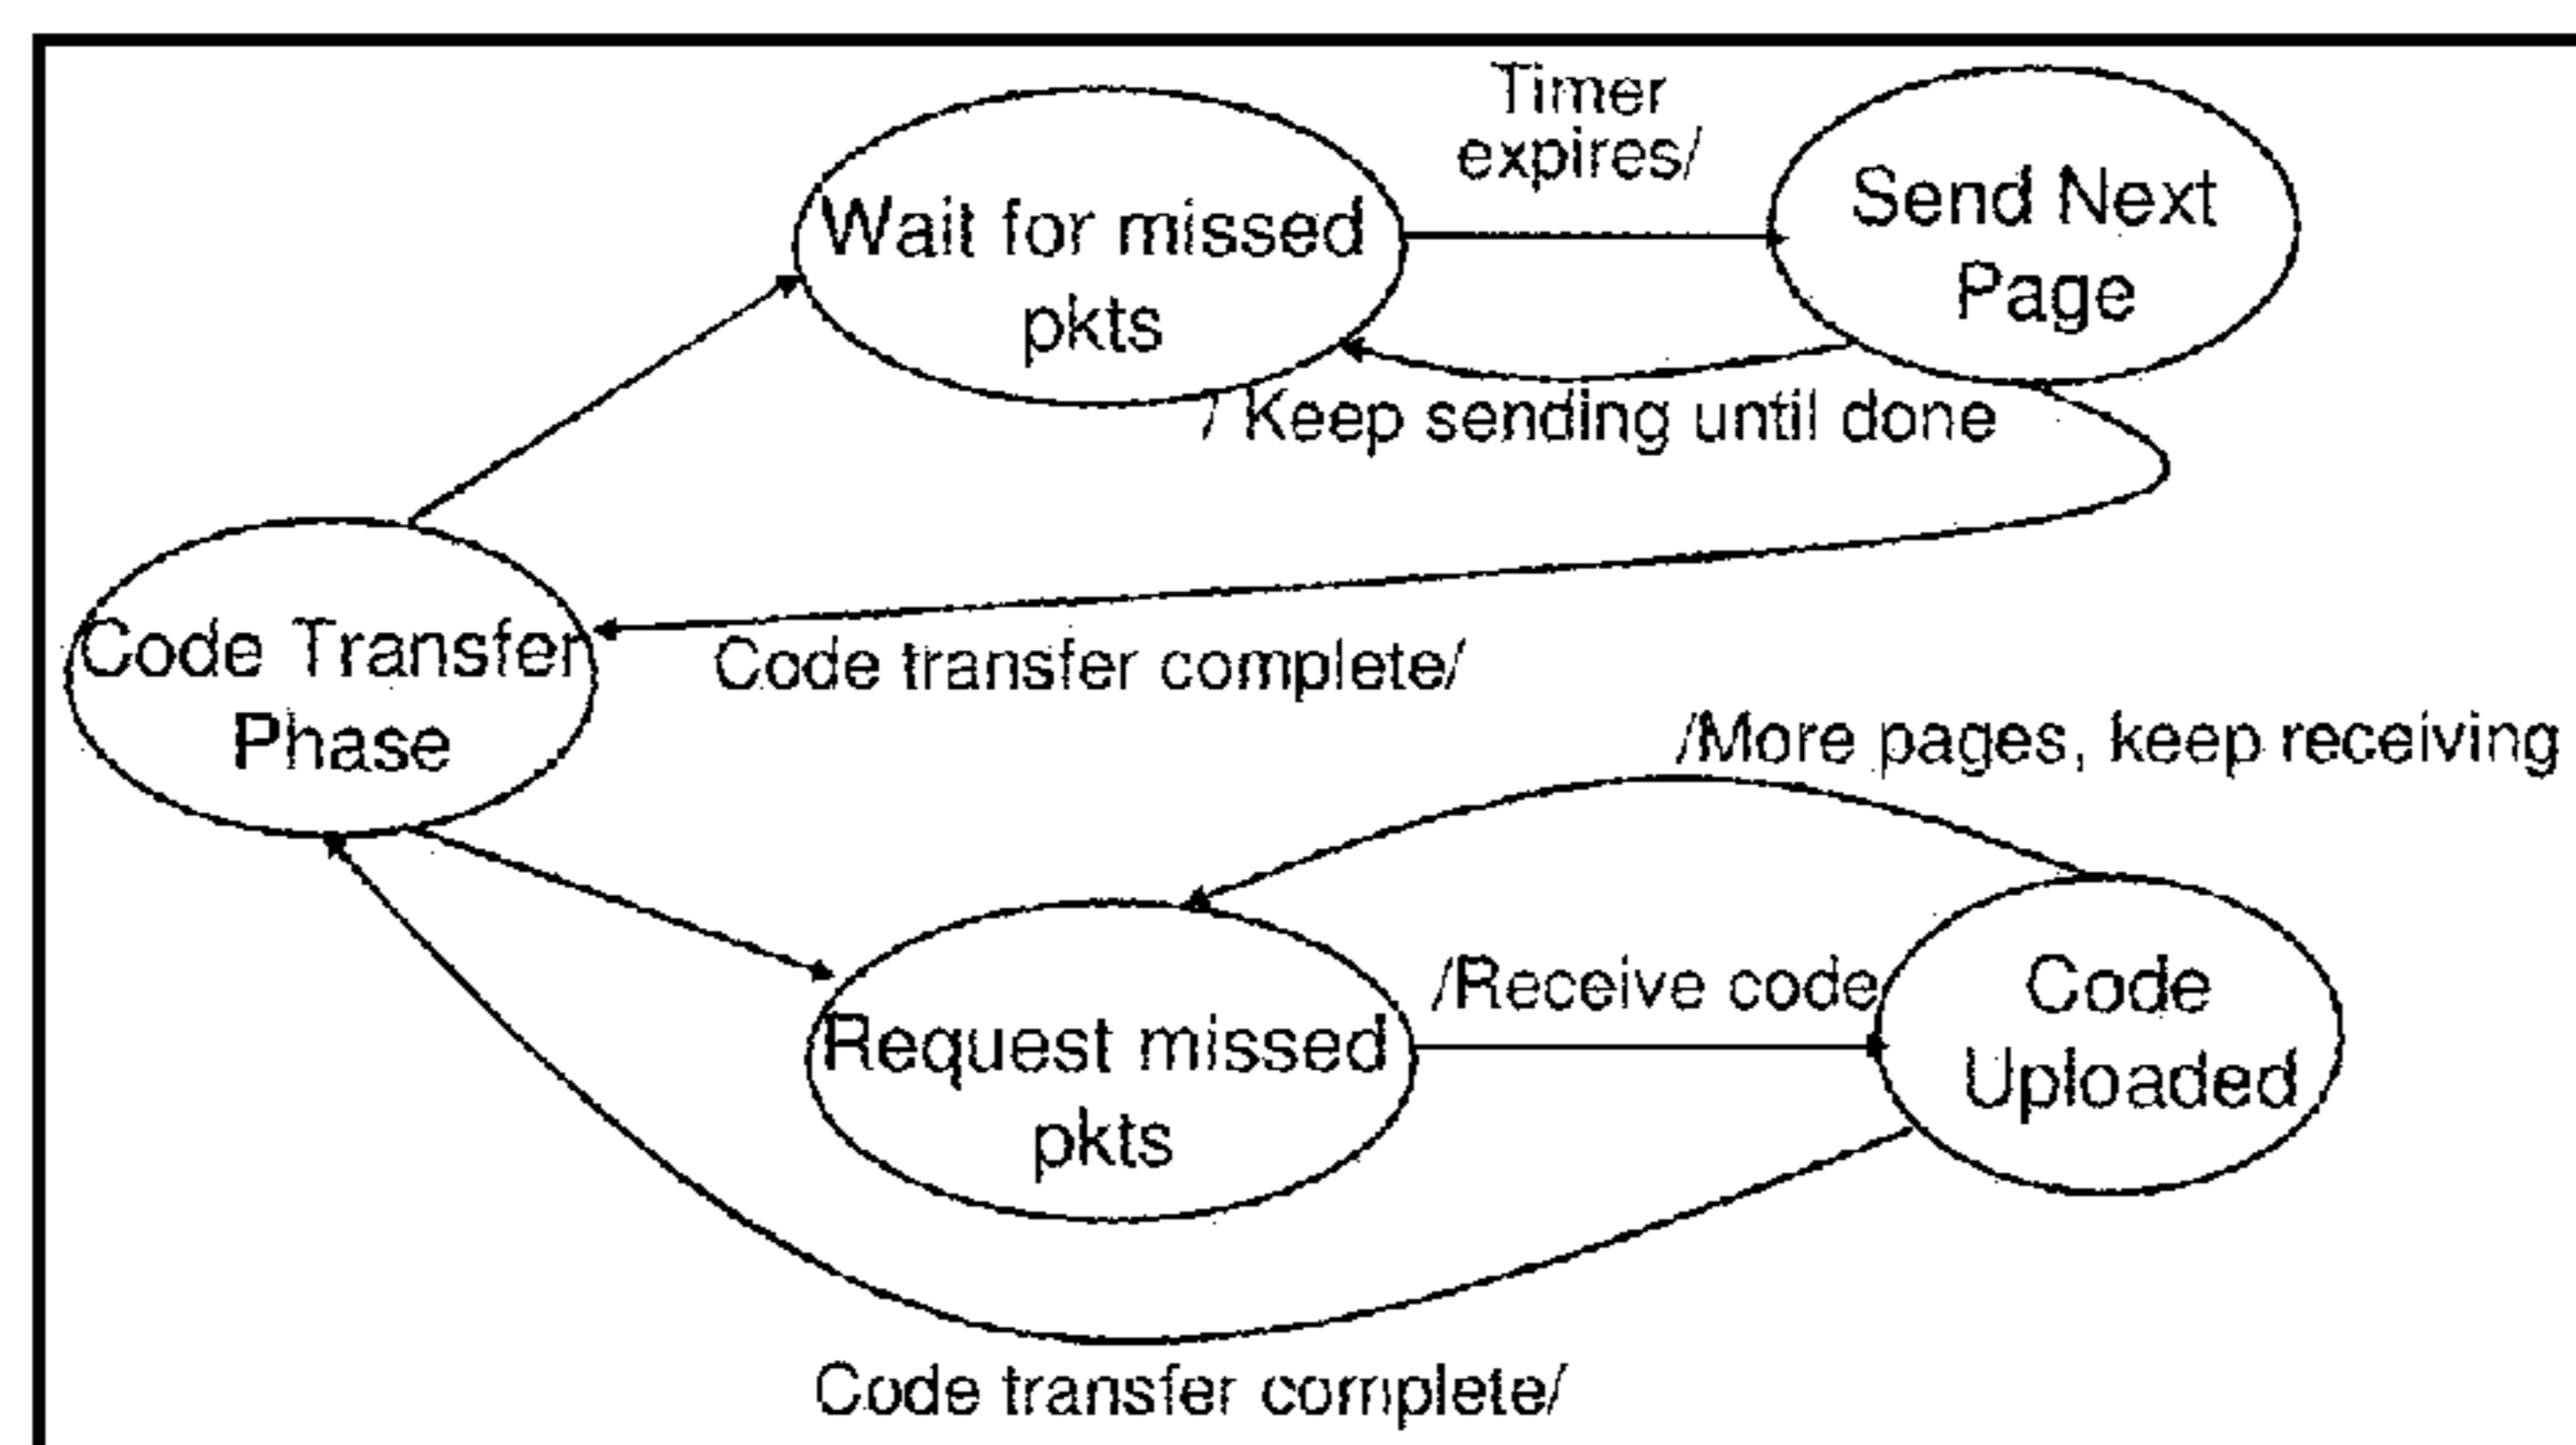 Timer
expires/
Wait for missed
pkts
Send Next
Page
/ Keep sending until done
Code Transfer
Phase
Code transfer complete/
/More pages, keep receiving
Request missed
pkts
/Receive code
Code
Uploaded
Code transfer complete/